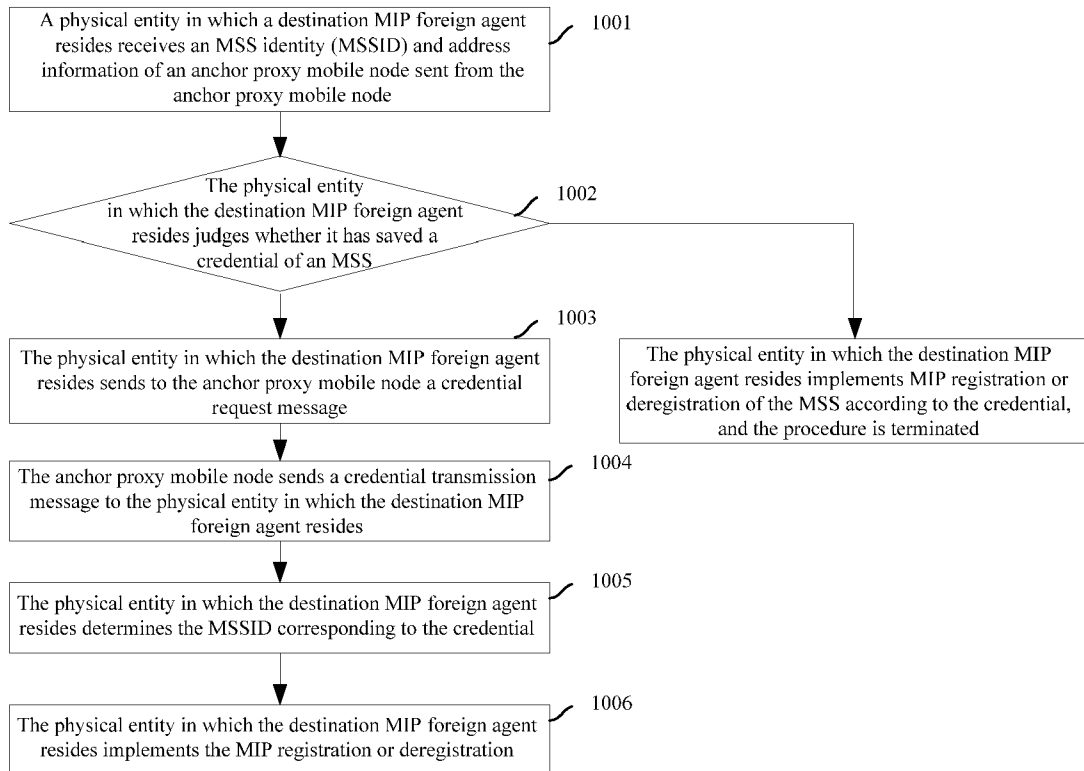 A physical entity in which a destination MIP foreign agent
resides receives an MSS identity (MSSID) and address
information of an anchor proxy mobile node sent from the
anchor proxy mobile node
1001
The physical entity
in which the destination MIP foreign agent
resides judges whether it has saved a
credential of an MSS
1002
1003
The physical entity in which the destination MIP foreign agent
resides sends to the anchor proxy mobile node a credential
request message
The physical entity in which the destination MIP
foreign agent resides implements MIP registration or
deregistration of the MSS according to the credential,
and the procedure is terminated
The anchor proxy mobile node sends a credential transmission
message to the physical entity in which the destination MIP
foreign agent resides
1004
The physical entity in which the destination MIP foreign agent
resides determines the MSSID corresponding to the credential
1005
The physical entity in which the destination MIP foreign agent
resides implements the MIP registration or deregistration
1006